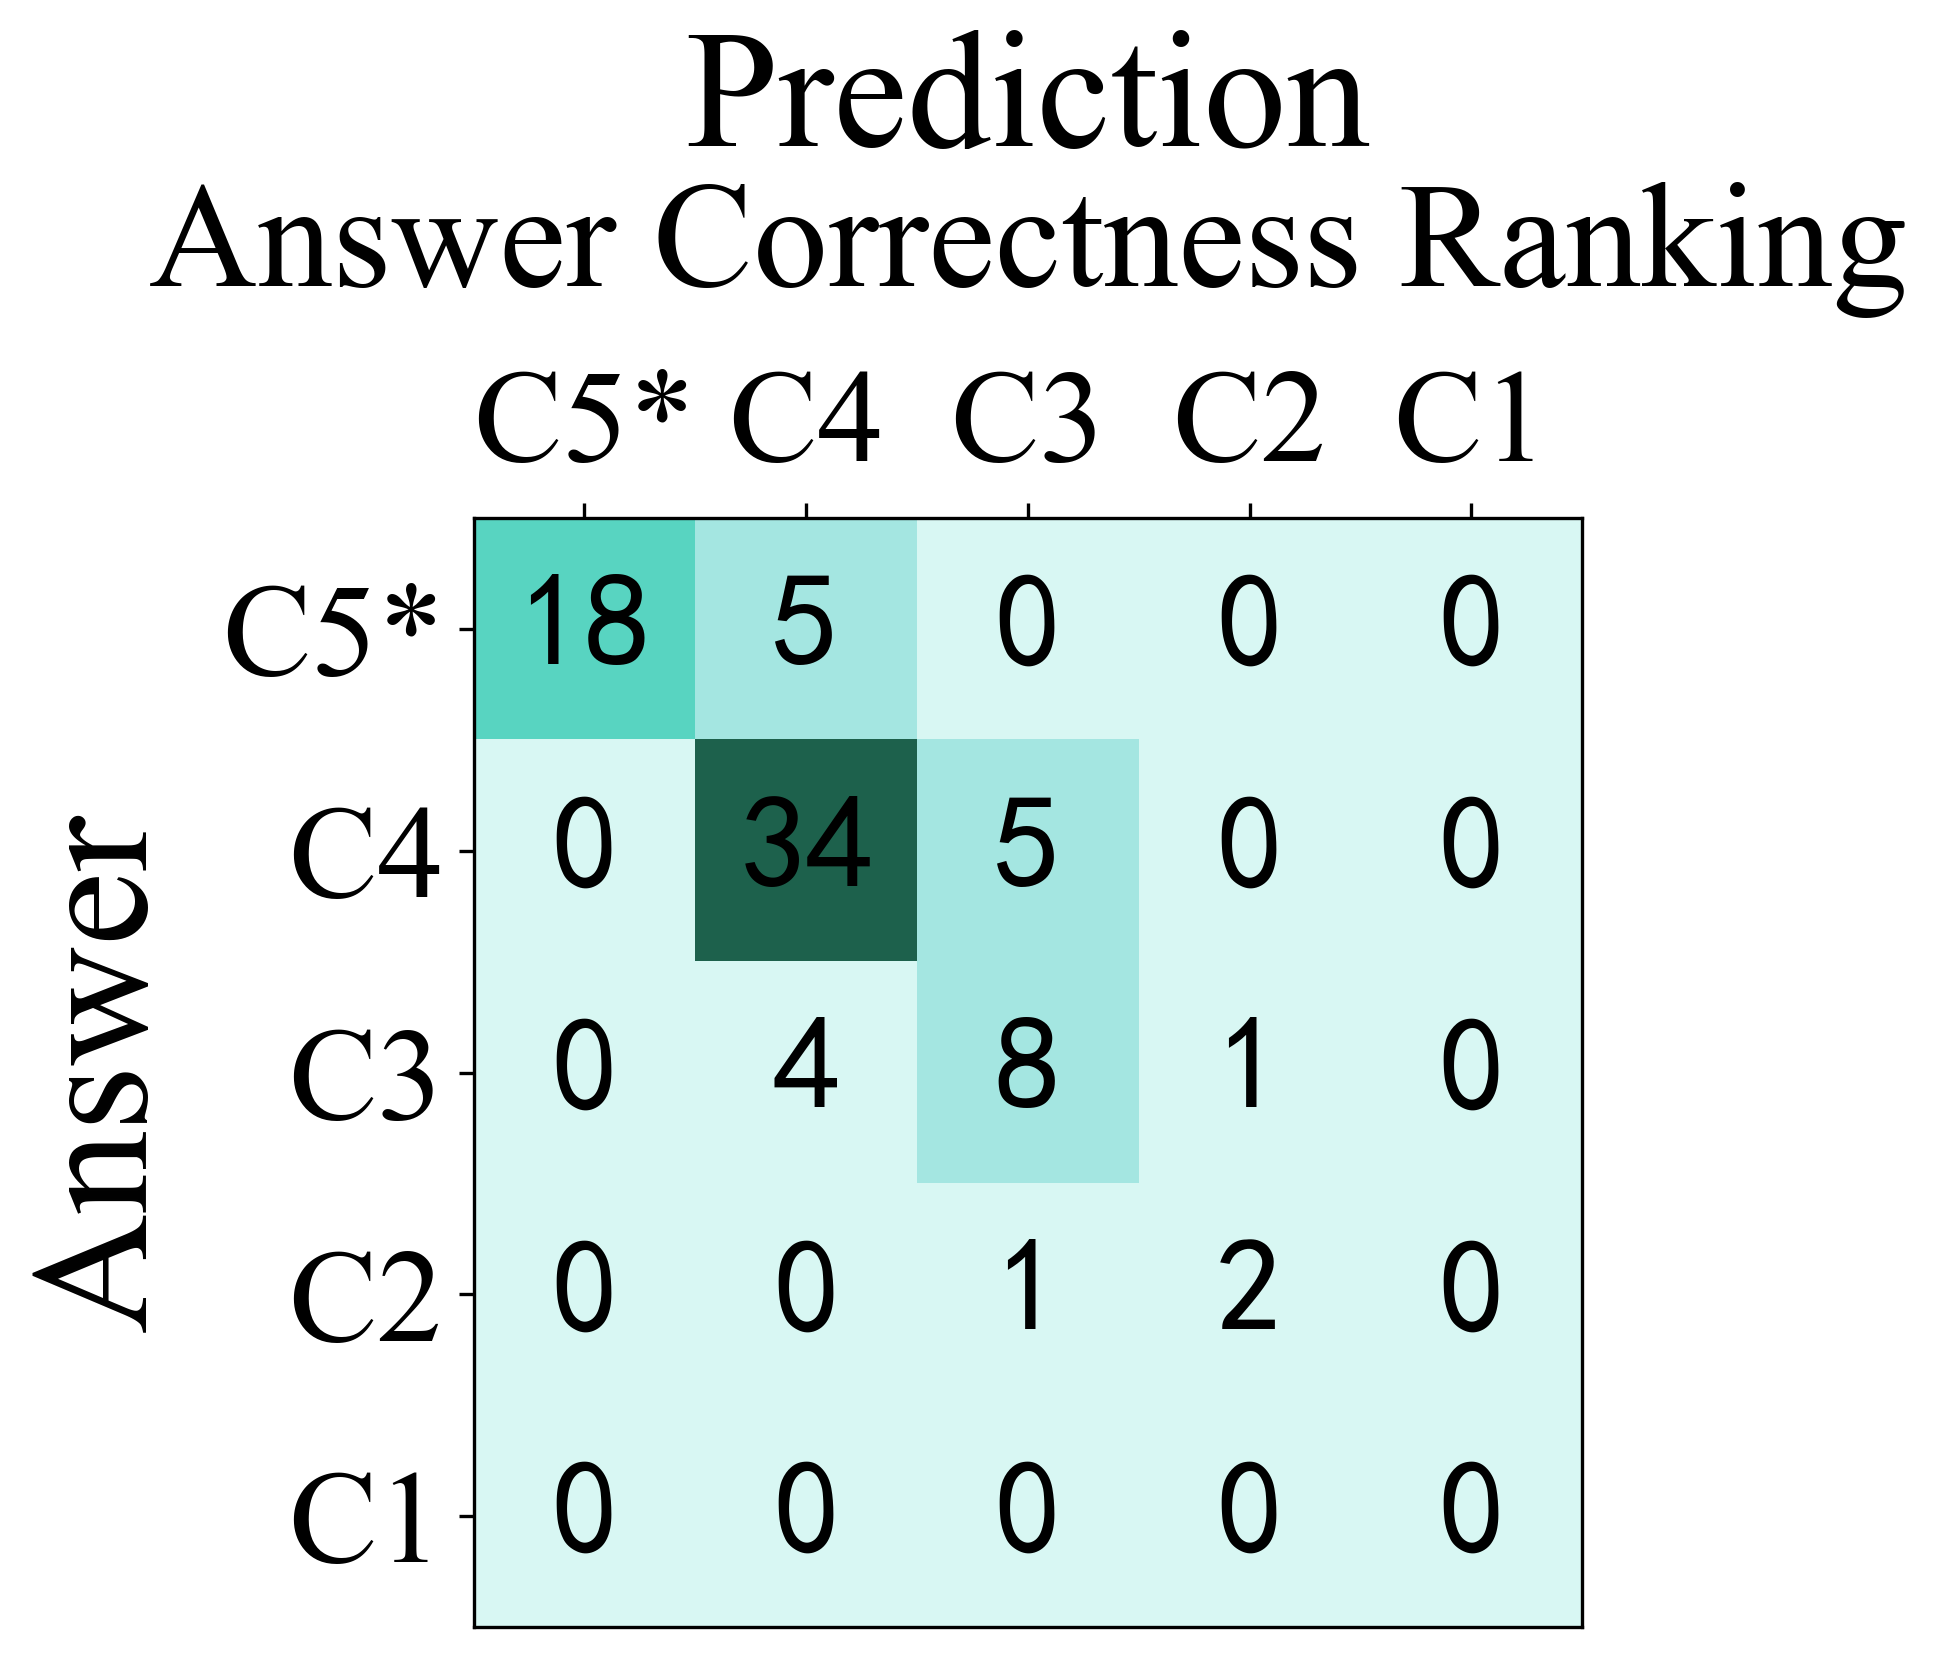 Prediction
Answer Correctness Ranking
C5* C4 C3 C2 C1
Answer
C5* 18 5 0 0 0
C4 0 34 5 0 0
C3 0 4 8 1 0
C2 0 0 1 2 0
C1 0 0 0 0 0